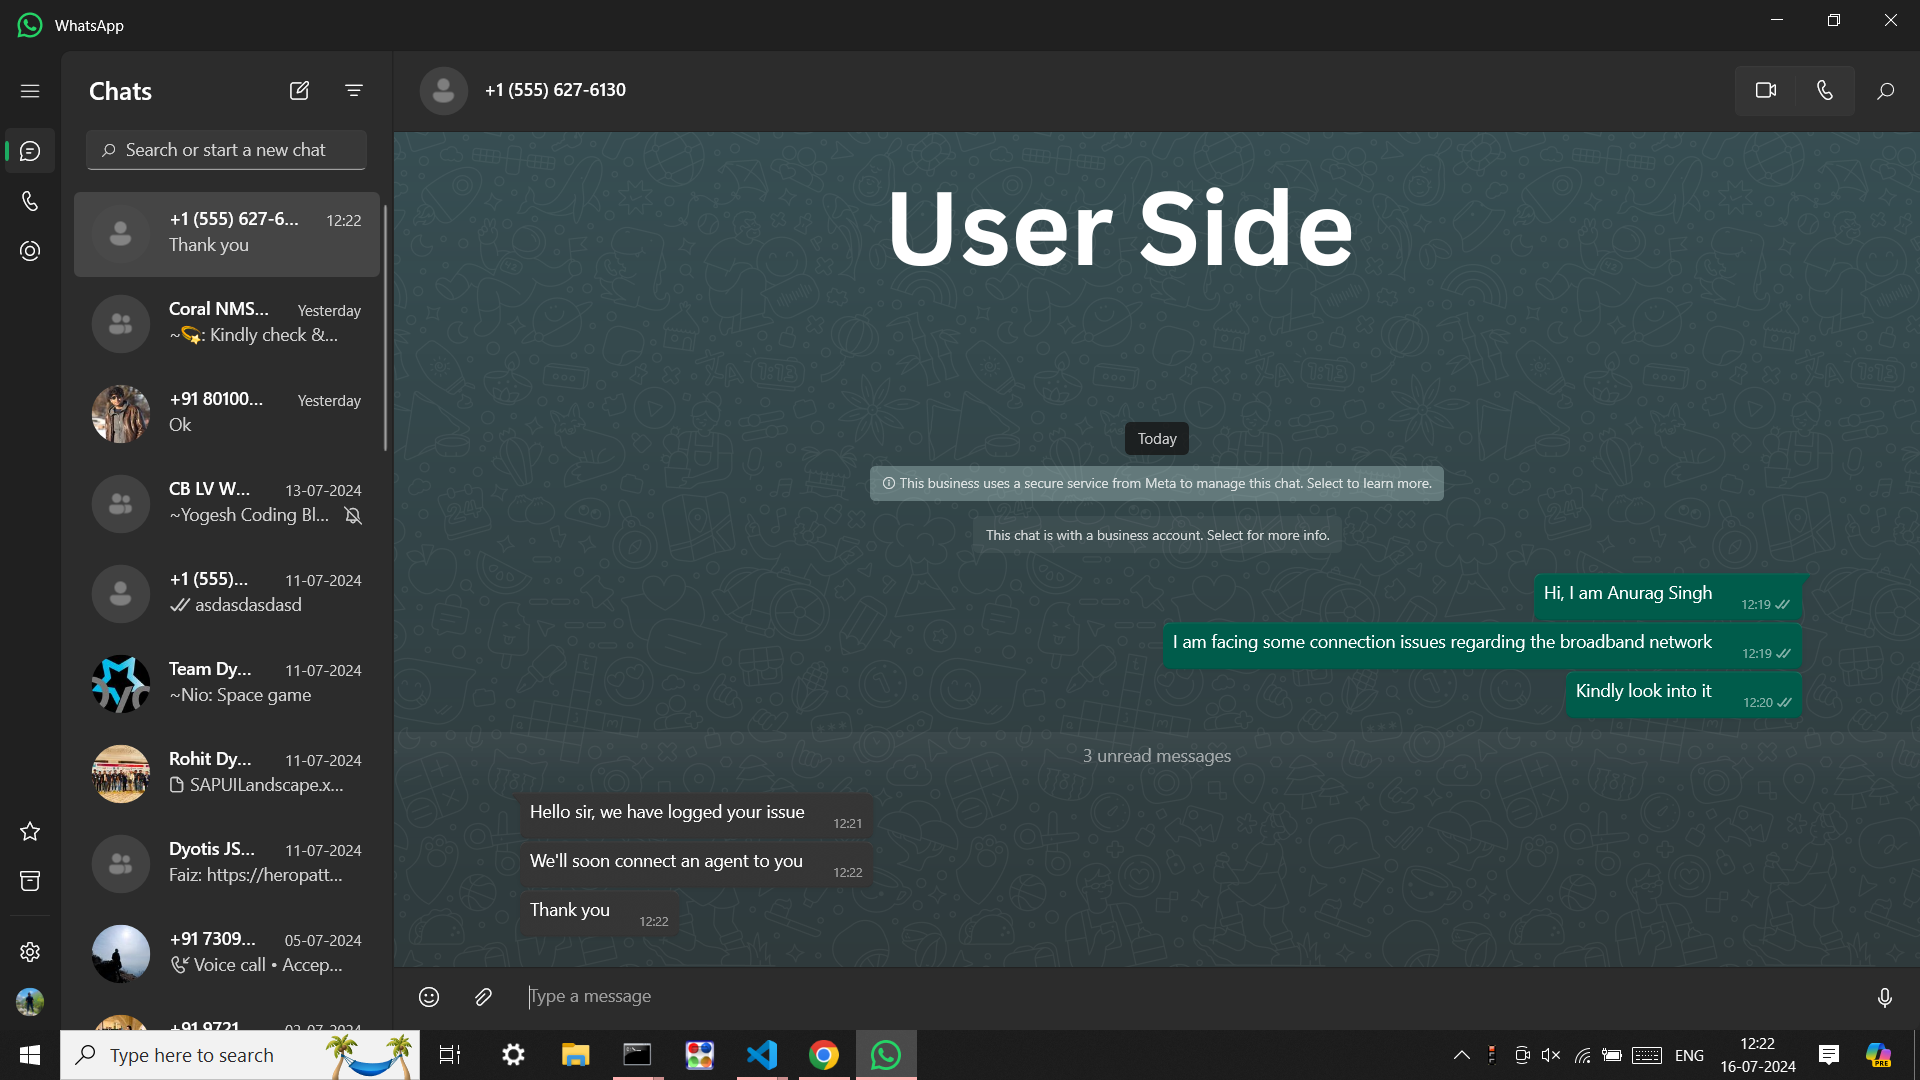 WhatsApp
Chats
Search or start a new chat
+1 (555) 627-6... 12:22
Thank you
Coral NMS... Yesterday
~💫: Kindly check &...
+91 80100... Yesterday
Ok
CB LV W... 13-07-2024
~Yogesh Coding Bl...
+1 (555)... 11-07-2024
asdasdasdasd
Team Dy... 11-07-2024
~Nio: Space game
Rohit Dy... 11-07-2024
SAPUILandscape.x...
Dyotis JS... 11-07-2024
Faiz: https://heropatt...
+91 7309... 05-07-2024
Voice call • Accep...
+91 9721 02-07-2024
+1 (555) 627-6130
User Side
Today
This business uses a secure service from Meta to manage this chat. Select to learn more.
This chat is with a business account. Select for more info.
Hi, I am Anurag Singh 12:19
I am facing some connection issues regarding the broadband network 12:19
Kindly look into it 12:20
3 unread messages
Hello sir, we have logged your issue 12:21
We'll soon connect an agent to you 12:22
Thank you 12:22
Type a message
Type here to search
ENG
12:22
16-07-2024
PRE